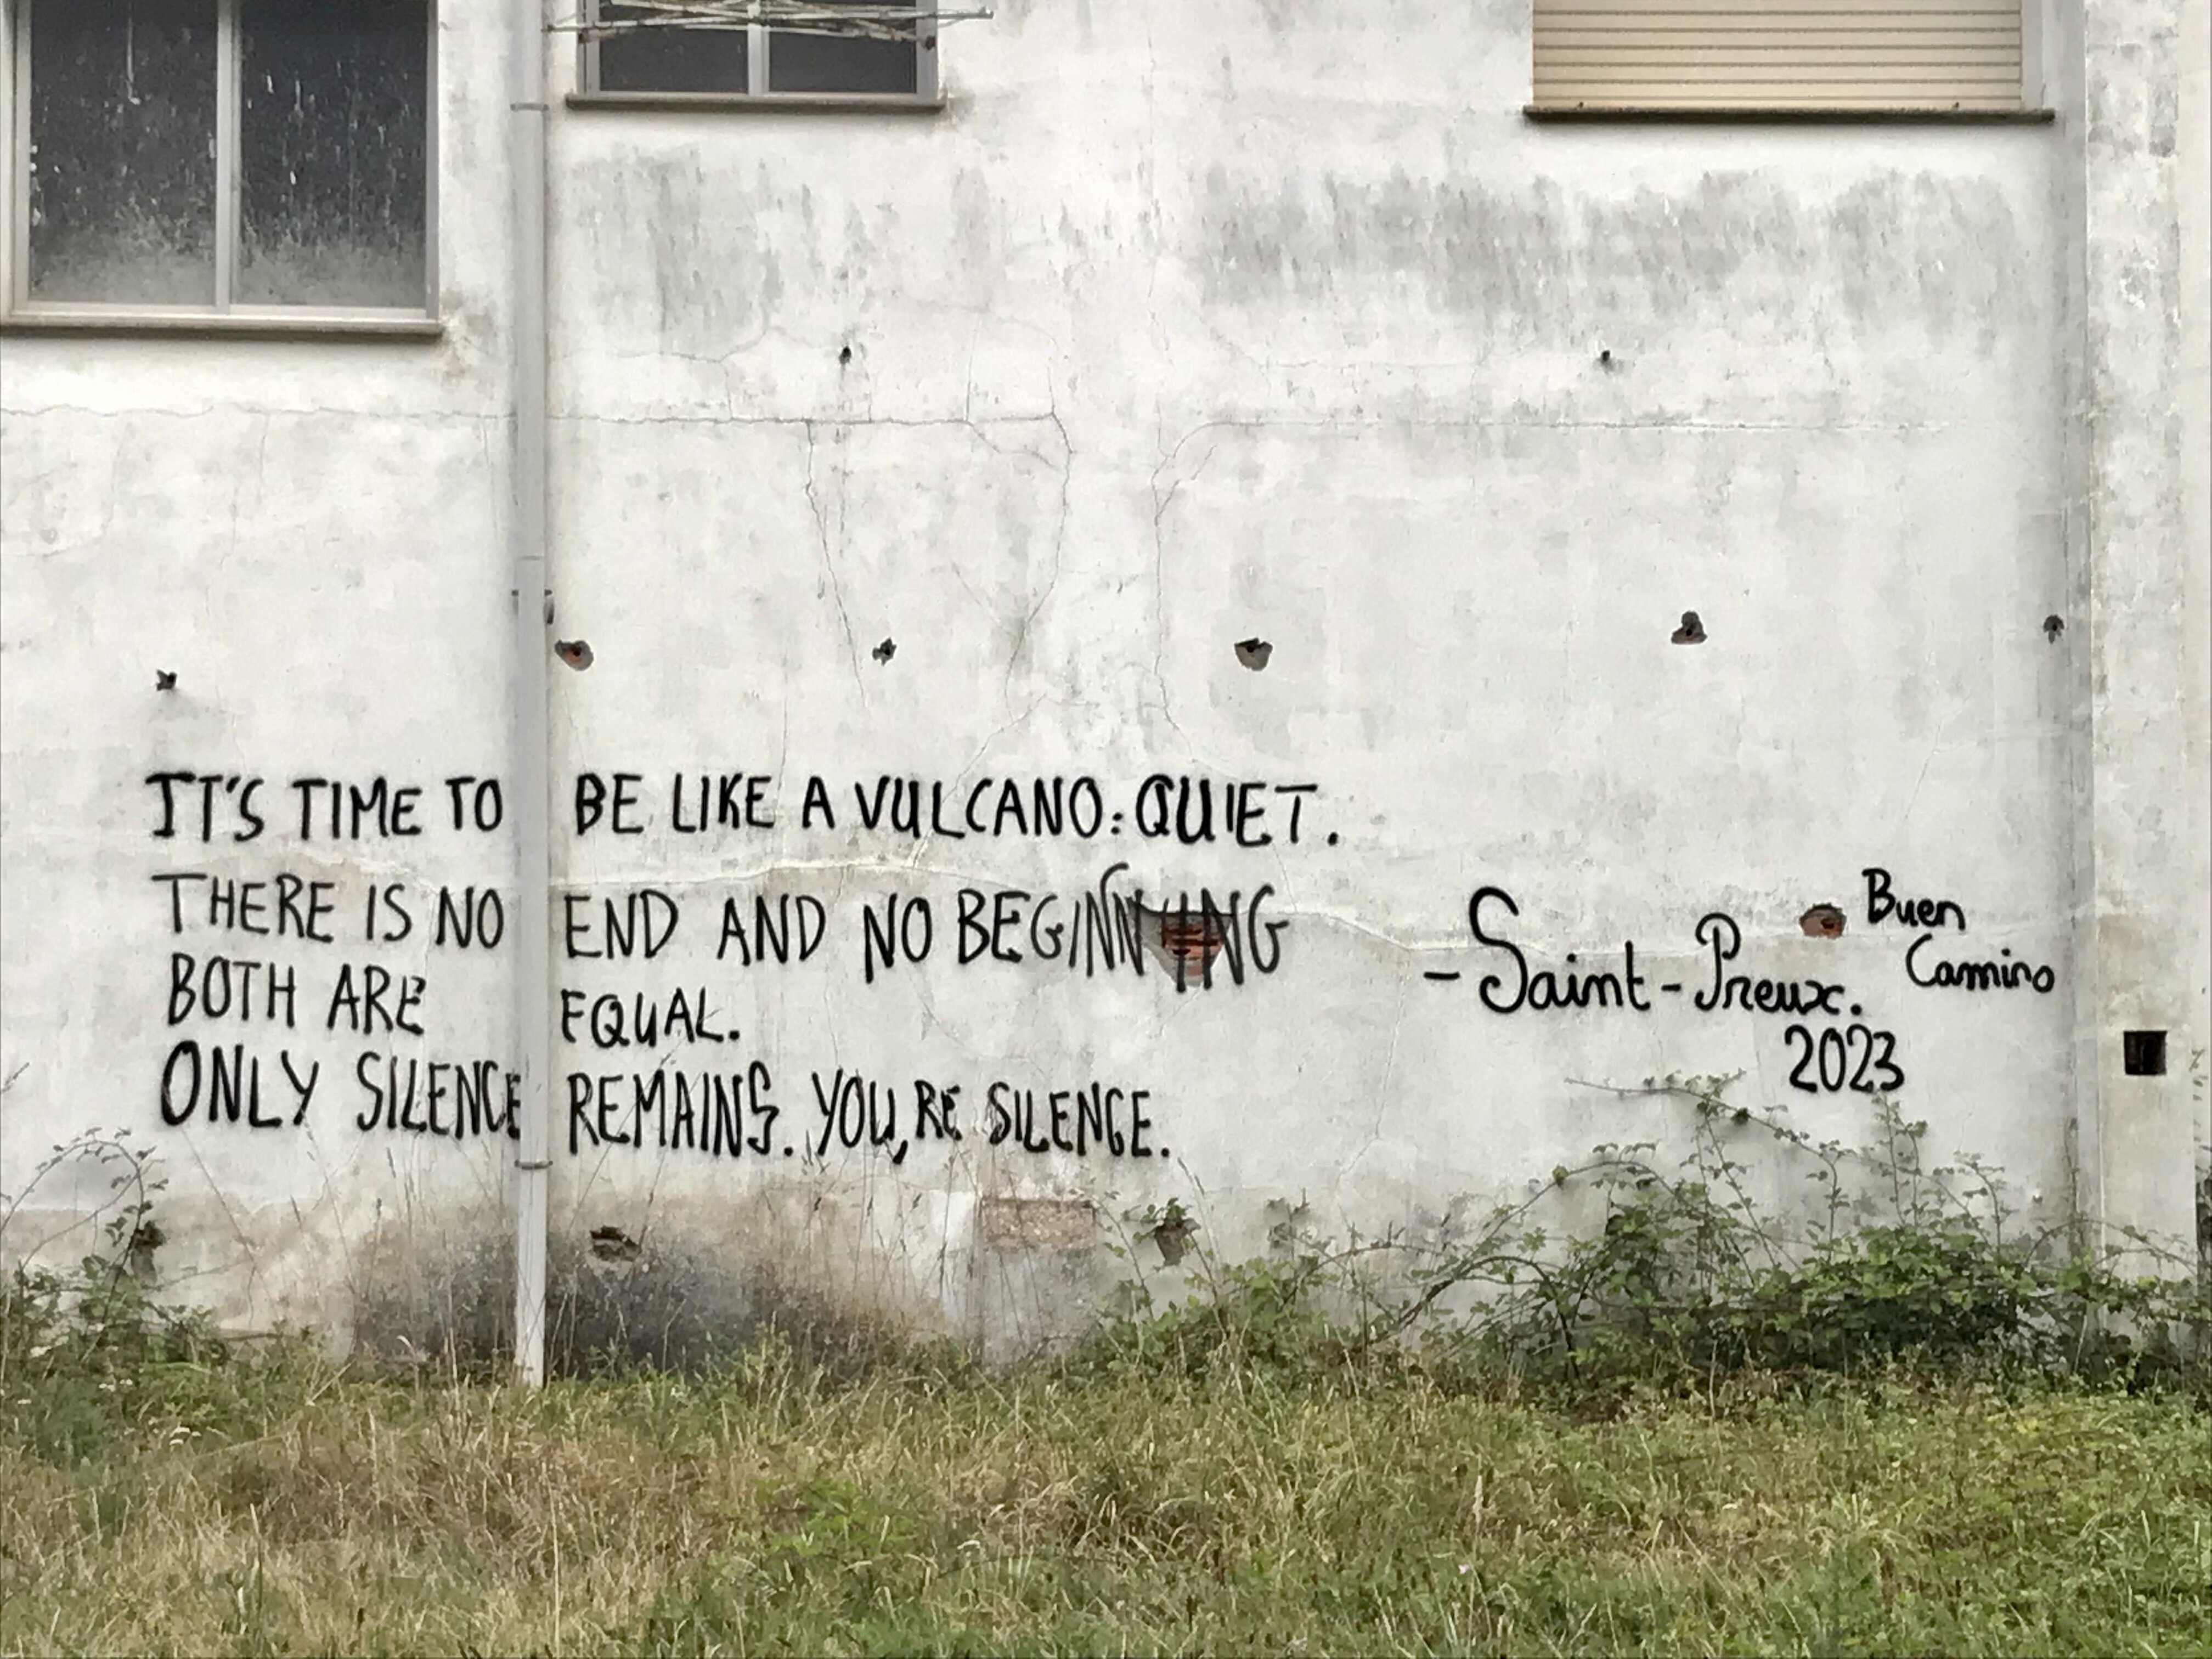 IT'S TIME TO BE LIKE A VULCANO: QUIET.
THERE IS NO END AND NO BEGINNING
BOTH ARE EQUAL.
ONLY SILENCE REMAINS. YOU,RE SILENCE.
- Saint-Preux.
2023
Buen
Camino